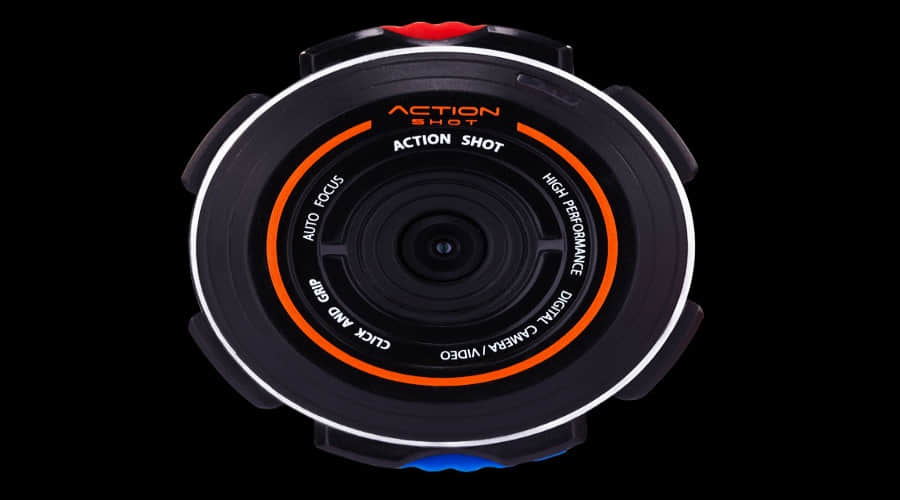 ACTION
SHOT
ACTION SHOT
HIGH PERFORMANCE
DIGITAL CAMERA / VIDEO
CLICK AND GRIP
AUTO FOCUS